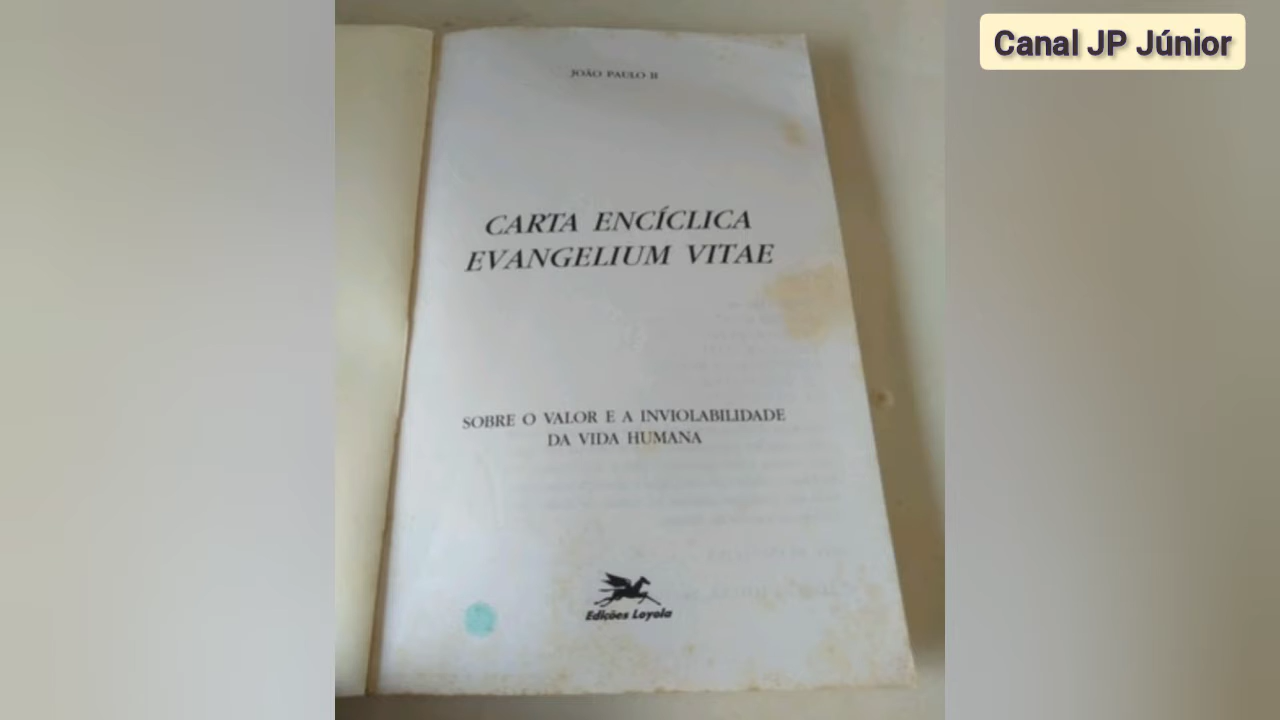 Canal JP Júnior
JOÃO PAULO II
CARTA ENCÍCLICA
EVANGELIUM VITAE
SOBRE O VALOR E A INVIOLABILIDADE
DA VIDA HUMANA
Edições Loyola